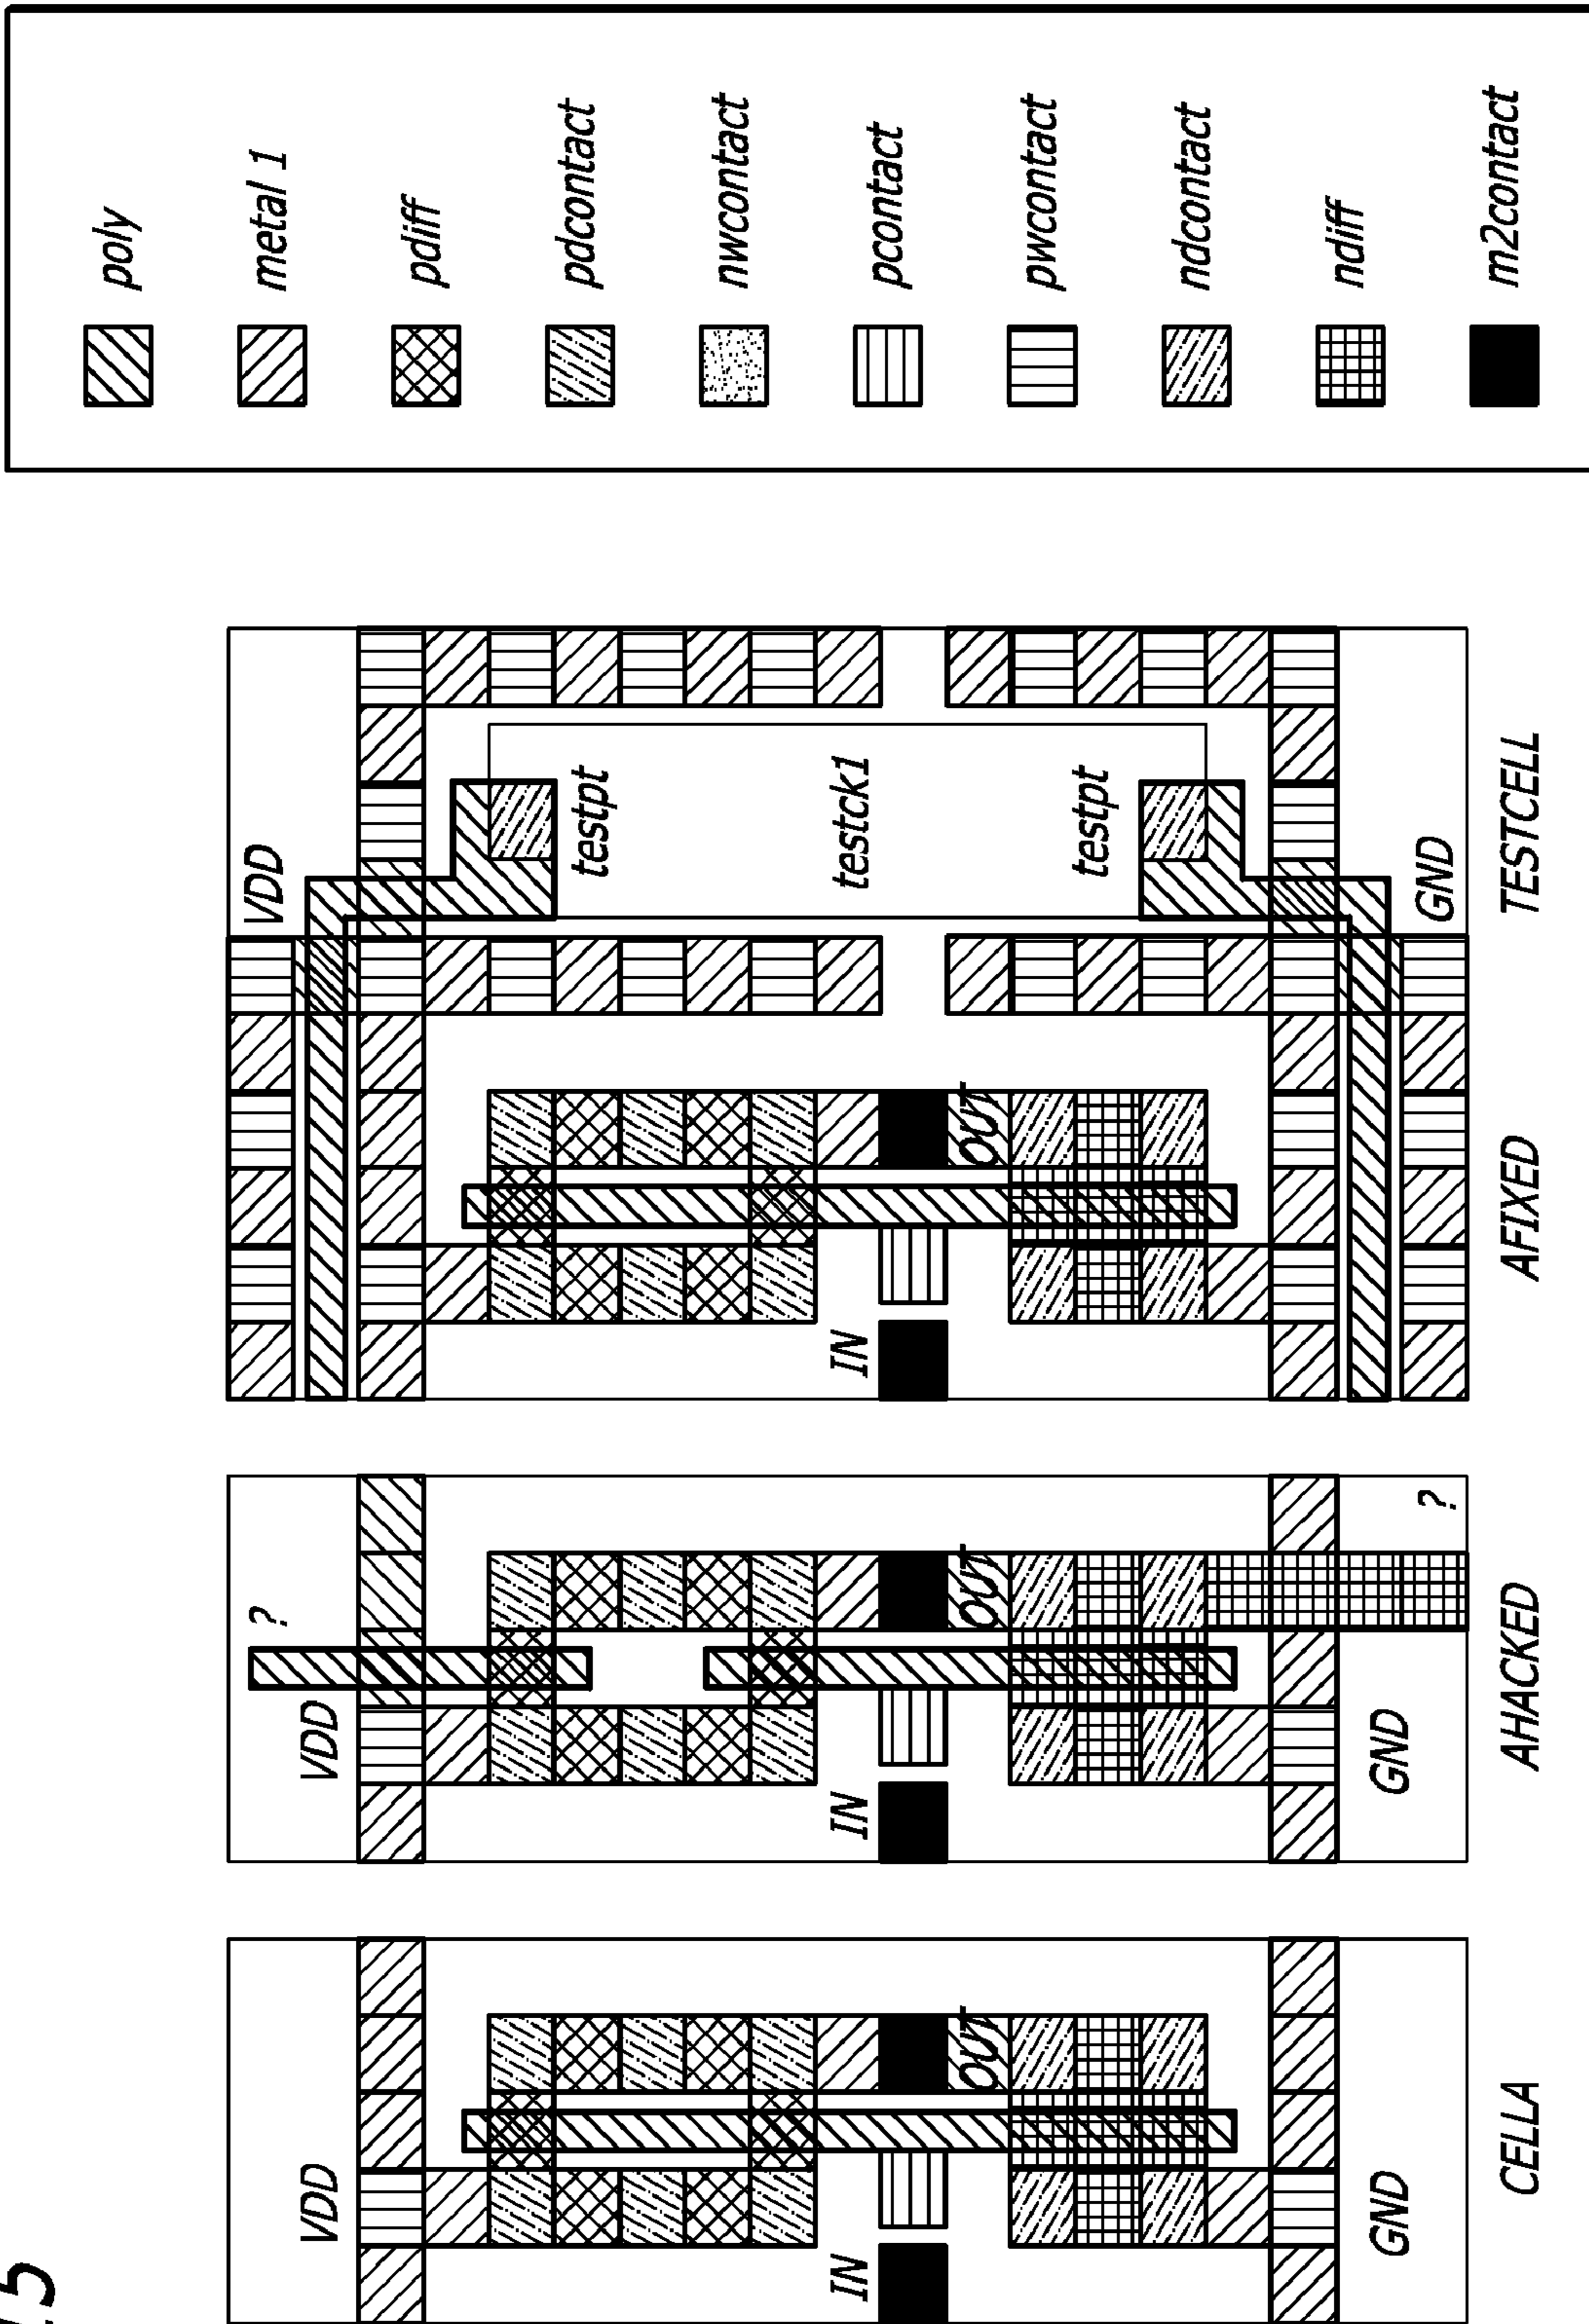 15
VDD
IN
OUT
GND
CELLA
?
VDD
IN
OUT
GND
?
AHACKED
IN
OUT
AFIXED
VDD
testpt
testck1
testpt
GND
TESTCELL
poly
metal 1
pdiff
pdcontact
nwcontact
pcontact
pwcontact
ndcontact
ndiff
m2contact